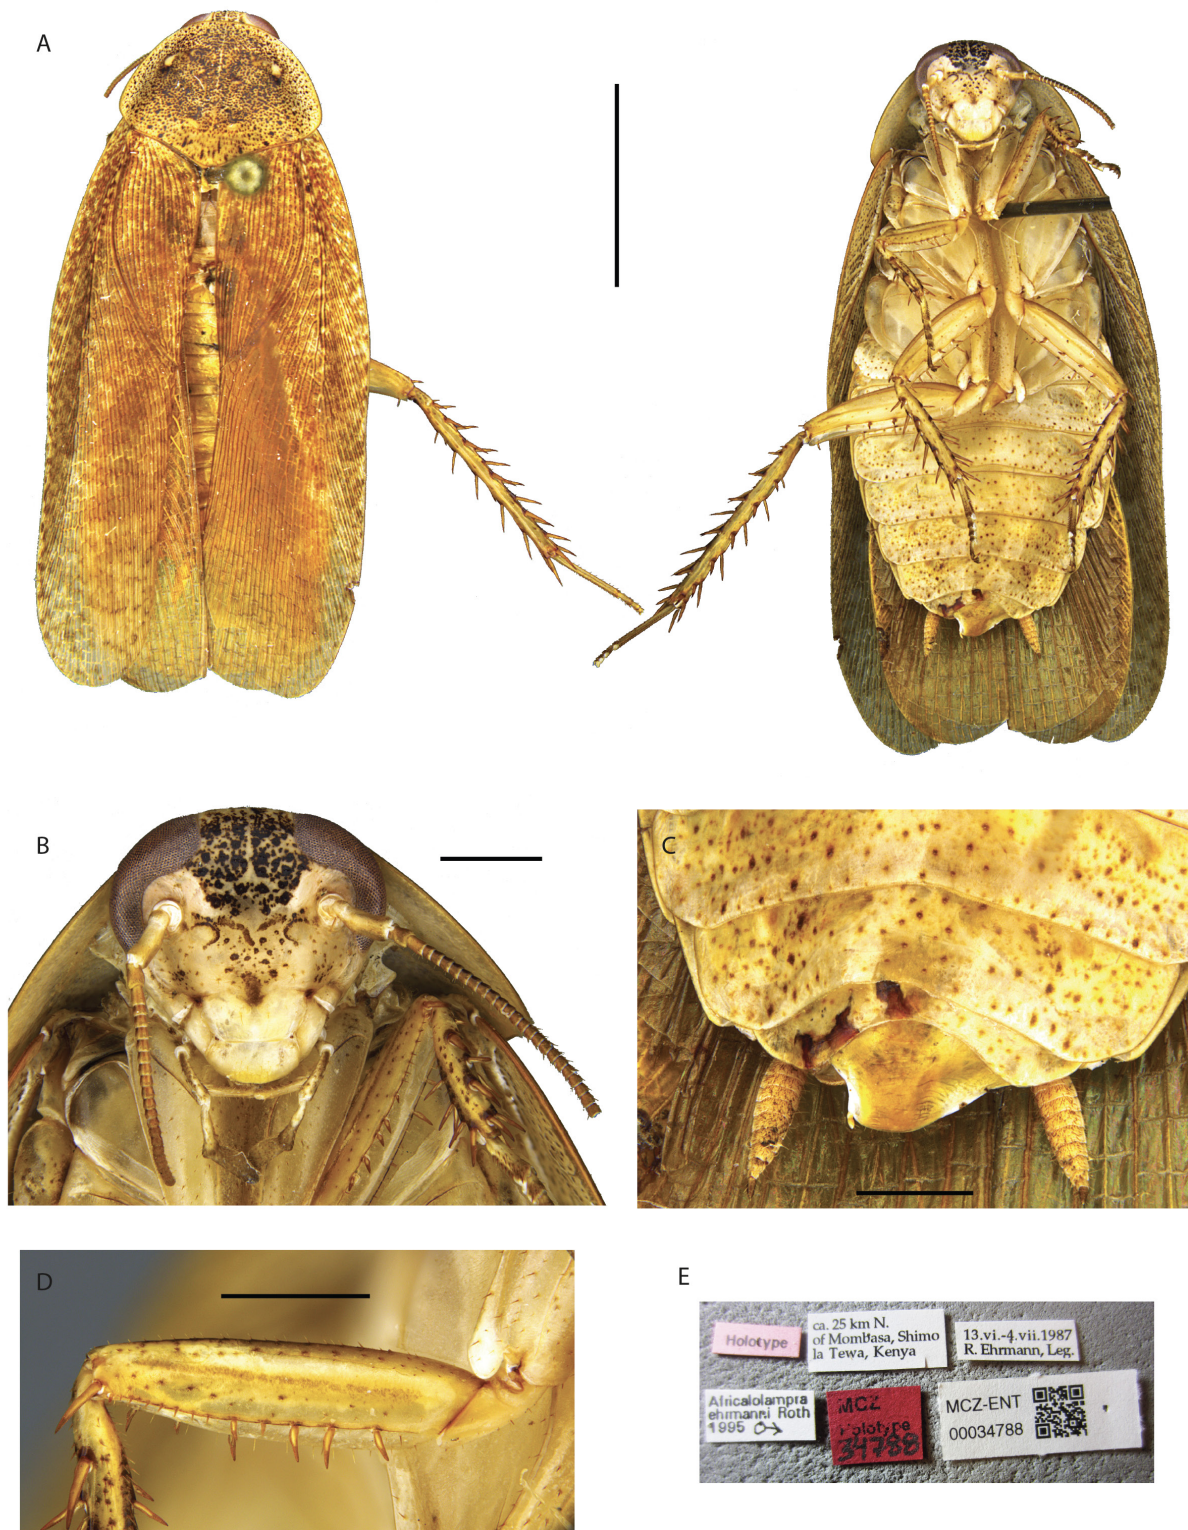 A
B
C
D
E
Holotype
ca. 25 km N.
of Mombasa, Shimo
la Tewa, Kenya
13.vi.-4.vii.1987
R. Ehrmann, Leg.
Africalolampra
ehrmanni Roth
1995 ♂
MCZ
Holotype
34788
MCZ-ENT
00034788